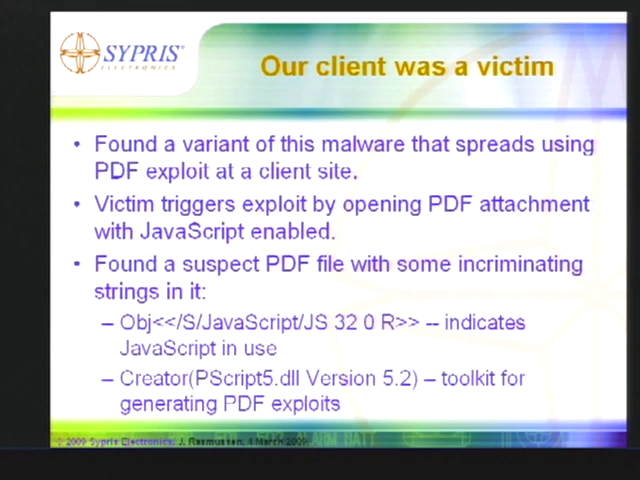 SYPRIS
ELECTRONICS
Our client was a victim
• Found a variant of this malware that spreads using
PDF exploit at a client site.
• Victim triggers exploit by opening PDF attachment
with JavaScript enabled.
• Found a suspect PDF file with some incriminating
strings in it:
– Obj<</S/JavaScript/JS 32 0 R>> -- indicates
JavaScript in use
– Creator(PScript5.dll Version 5.2) – toolkit for
generating PDF exploits
© 2009 Sypris Electronics, J. Rasmussen, 4 March 2009